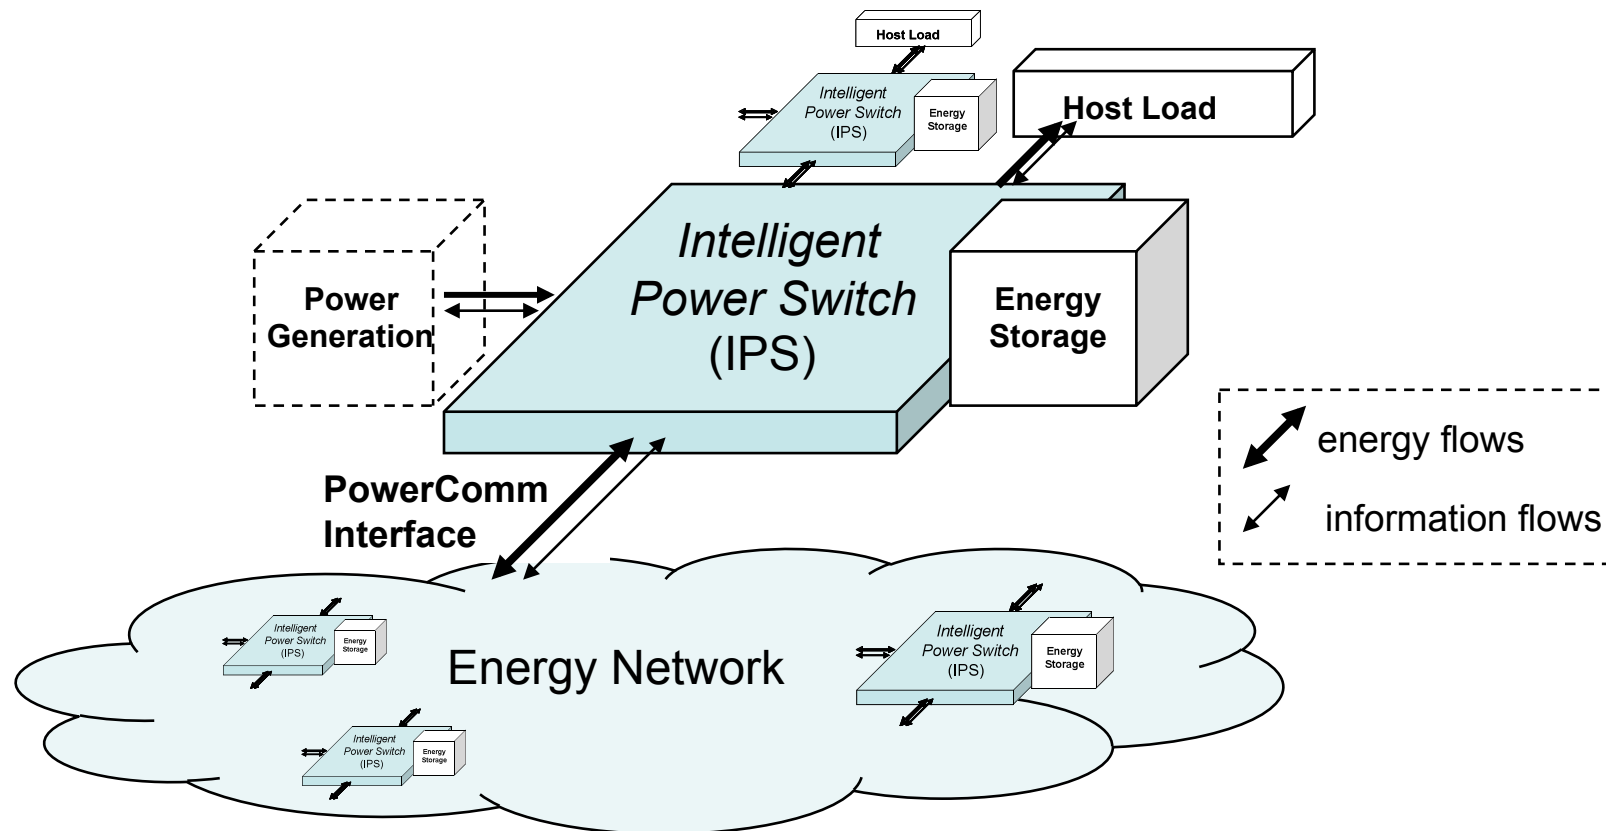 Host Load
Intelligent
Power Switch
(IPS)
Energy
Storage
Host Load
Intelligent
Power Switch
(IPS)
Energy
Storage
Power
Generation
energy flows
information flows
PowerComm
Interface
Energy Network
Intelligent
Power Switch
(IPS)
Energy
Storage
Intelligent
Power Switch
(IPS)
Energy
Storage
Intelligent
Power Switch
(IPS)
Energy
Storage